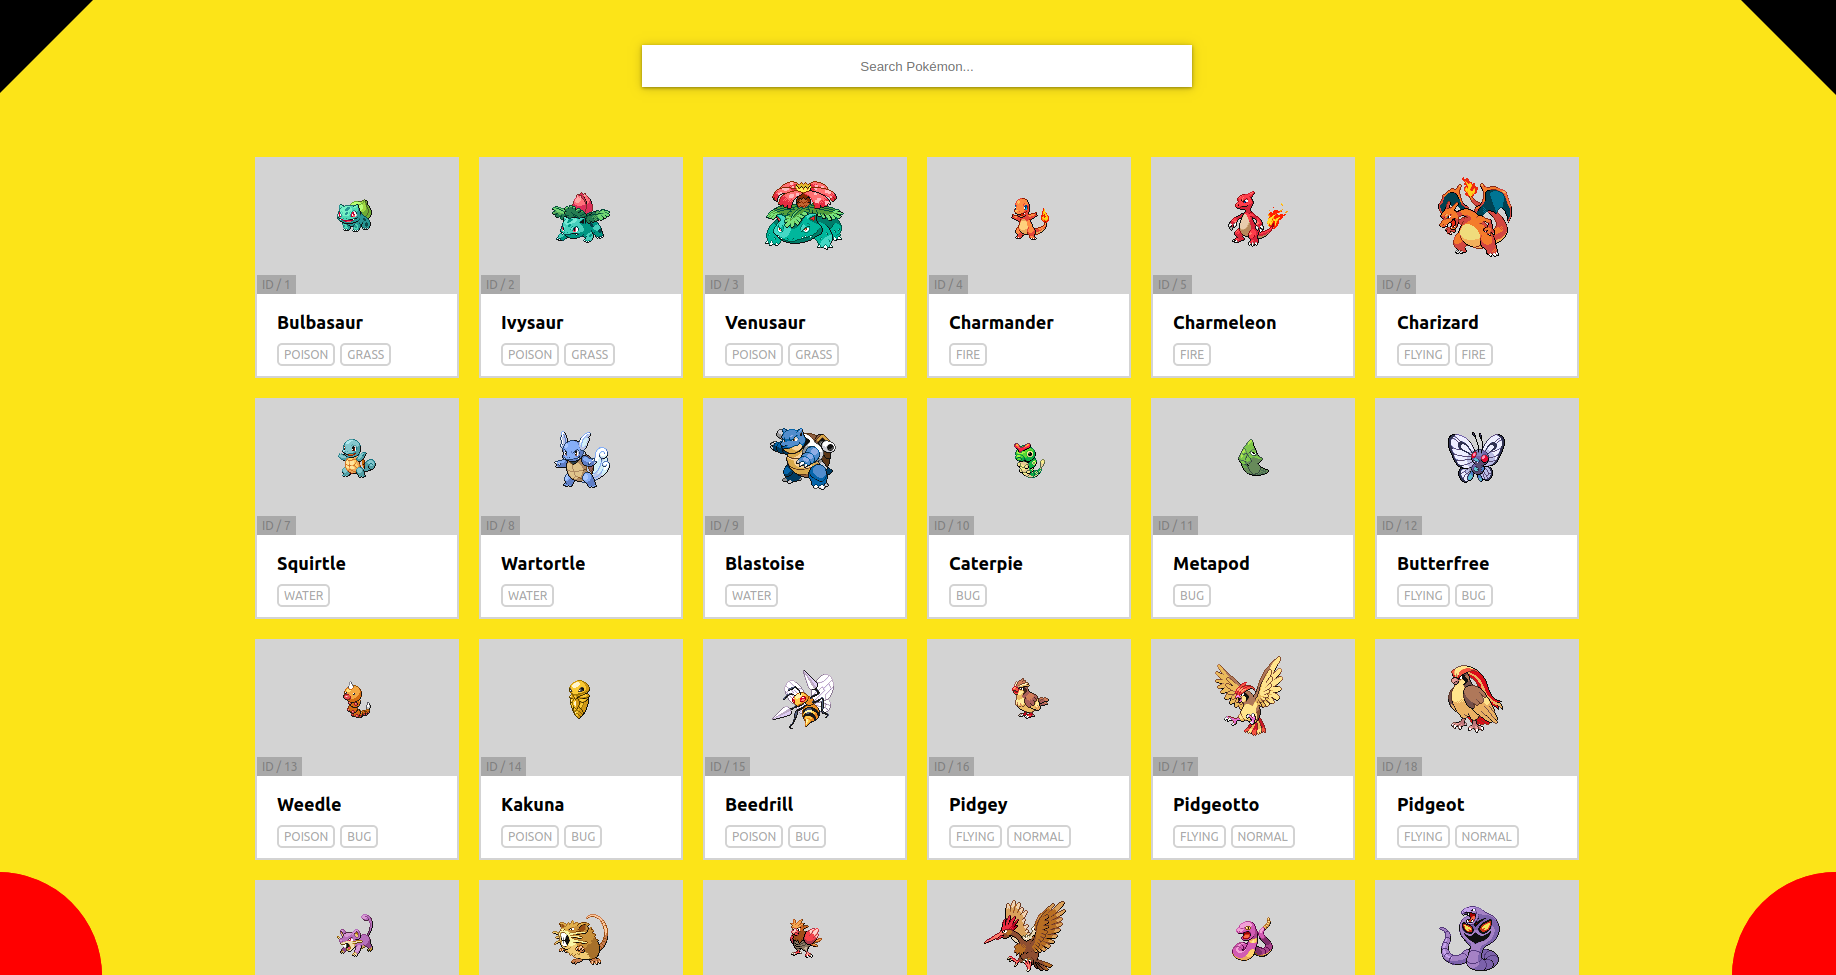 Search Pokémon...
ID / 1
ID / 2
ID / 3
ID / 4
ID / 5
ID / 6
Bulbasaur
Ivysaur
Venusaur
Charmander
Charmeleon
Charizard
POISON GRASS
POISON GRASS
POISON GRASS
FIRE
FIRE
FLYING FIRE
ID / 7
ID / 8
ID / 9
ID / 10
ID / 11
ID / 12
Squirtle
Wartortle
Blastoise
Caterpie
Metapod
Butterfree
WATER
WATER
WATER
BUG
BUG
FLYING BUG
ID / 13
ID / 14
ID / 15
ID / 16
ID / 17
ID / 18
Weedle
Kakuna
Beedrill
Pidgey
Pidgeotto
Pidgeot
POISON BUG
POISON BUG
POISON BUG
FLYING NORMAL
FLYING NORMAL
FLYING NORMAL